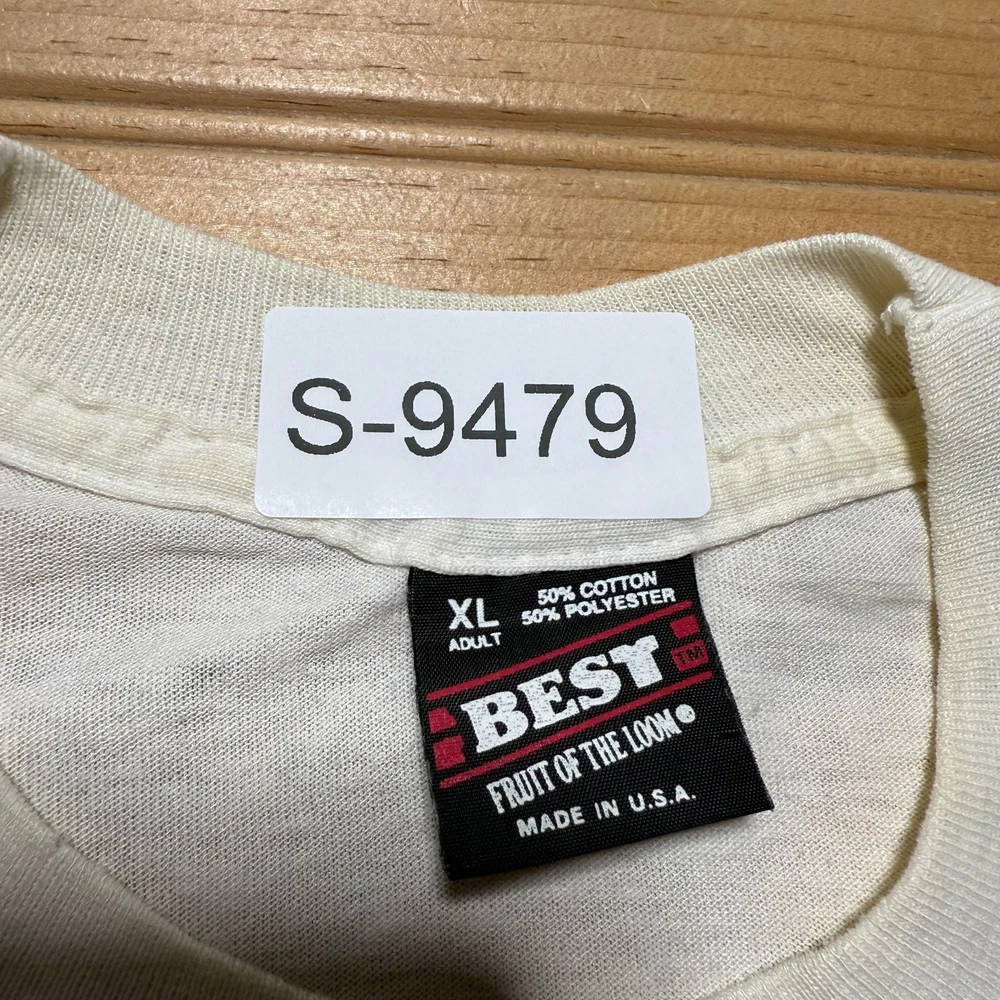 S-9479
XL
ADULT
50% COTTON
50% POLYESTER
BEST TM
FRUIT OF THE LOOM®
MADE IN U.S.A.